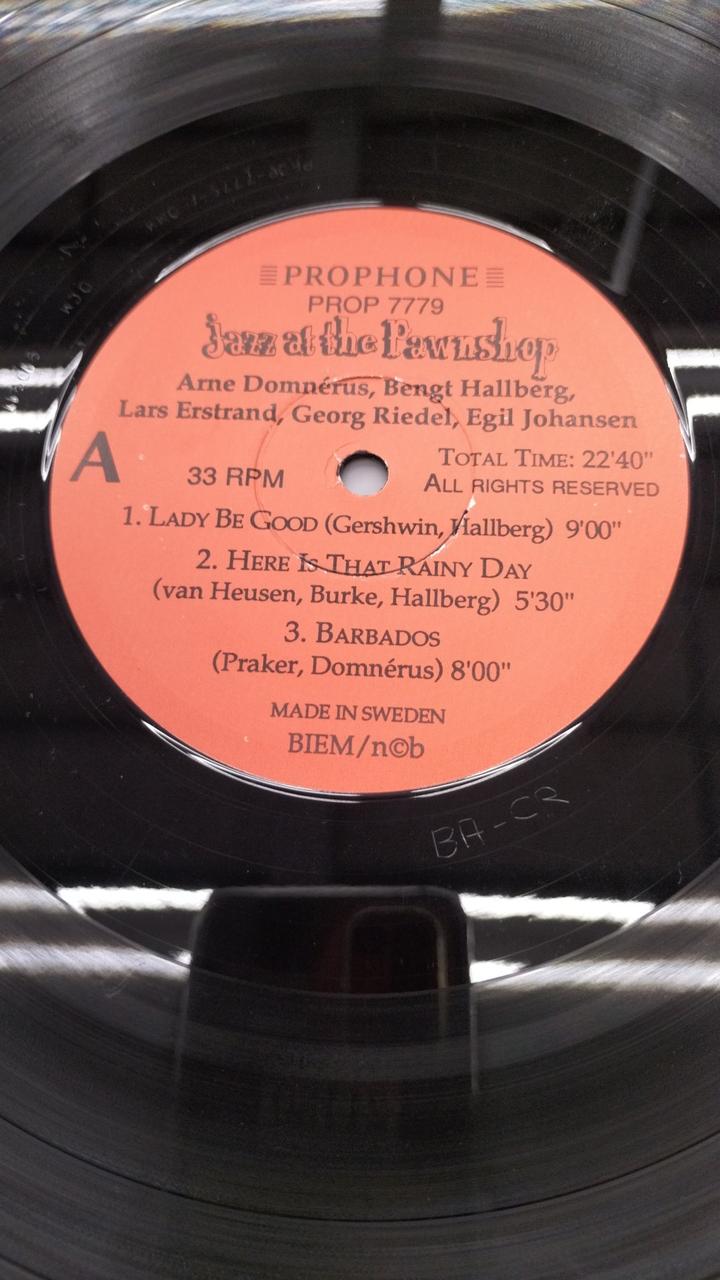 PROPHONE
PROP 7779
Jazz at the Pawnshop
Arne Domnérus, Bengt Hallberg,
Lars Erstrand, Georg Riedel, Egil Johansen
A
33 RPM
TOTAL TIME: 22'40"
ALL RIGHTS RESERVED
1. LADY BE GOOD (Gershwin, Hallberg) 9'00"
2. HERE IS THAT RAINY DAY
(van Heusen, Burke, Hallberg) 5'30"
3. BARBADOS
(Praker, Domnérus) 8'00"
MADE IN SWEDEN
BIEM/n©b
BA-CR